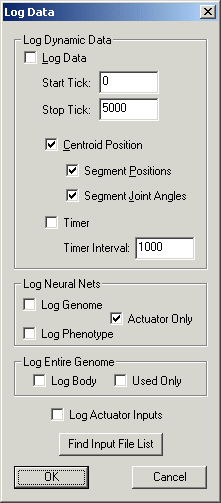 Log Data
Log Dynamic Data
Log Data
Start Tick: 0
Stop Tick: 5000
Centroid Position
Segment Positions
Segment Joint Angles
Timer
Timer Interval: 1000
Log Neural Nets
Log Genome
Actuator Only
Log Phenotype
Log Entire Genome
Log Body Used Only
Log Actuator Inputs
Find Input File List
OK Cancel